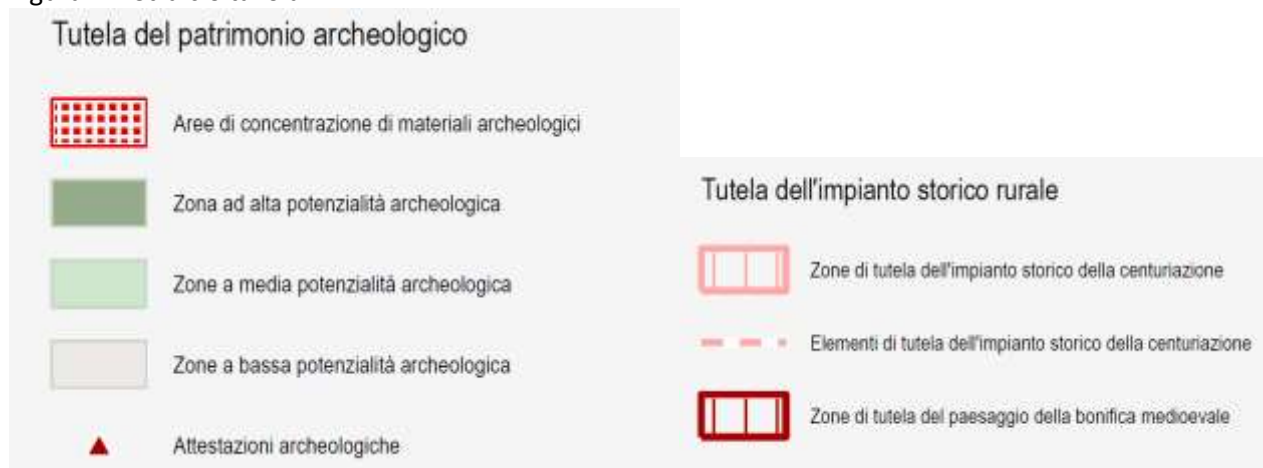 Tutela del patrimonio archeologico
Aree di concentrazione di materiali archeologici
Zona ad alta potenzialità archeologica
Zone a media potenzialità archeologica
Zone a bassa potenzialità archeologica
Attestazioni archeologiche
Tutela dell'impianto storico rurale
Zone di tutela dell'impianto storico della centuriazione
Elementi di tutela dell'impianto storico della centuriazione
Zone di tutela del paesaggio della bonifica medioevale